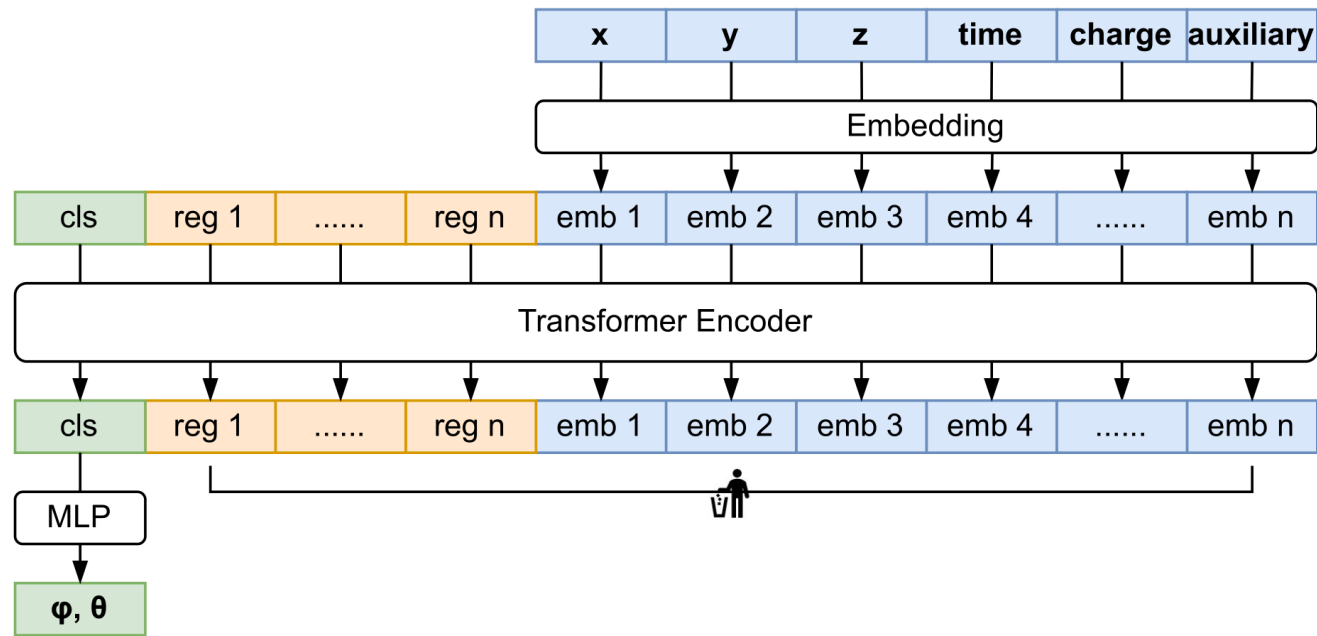 x y z time charge auxiliary
Embedding
cls reg 1 ...... reg n emb 1 emb 2 emb 3 emb 4 ...... emb n
Transformer Encoder
cls reg 1 ...... reg n emb 1 emb 2 emb 3 emb 4 ...... emb n
MLP
φ, θ